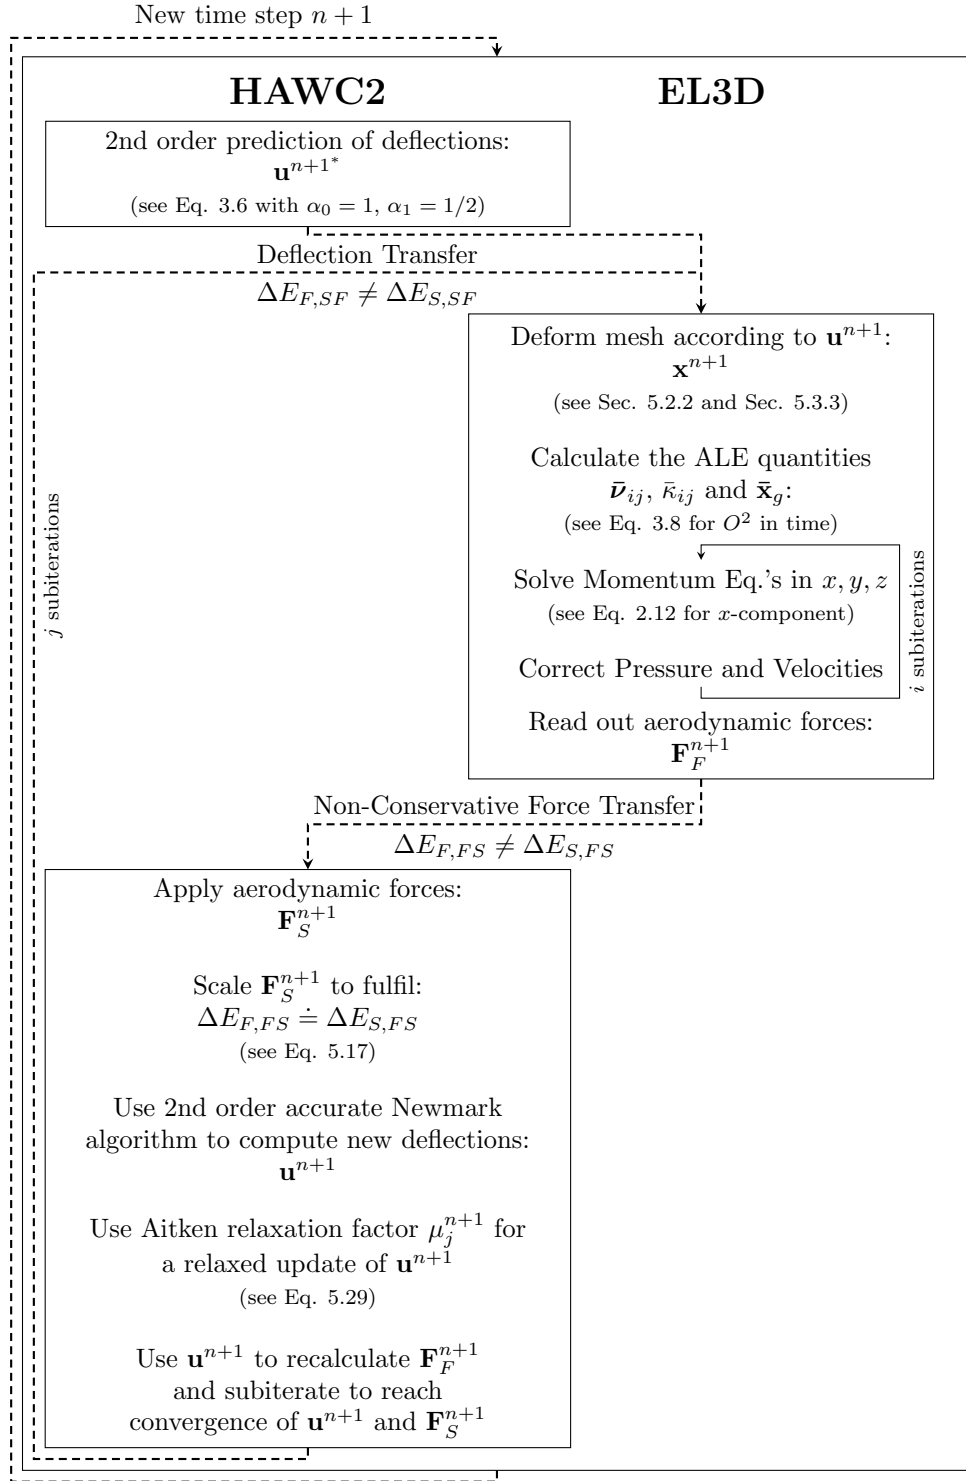 New time step n + 1
HAWC2
EL3D
2nd order prediction of deflections:
u^{n+1*}
(see Eq. 3.6 with α₀ = 1, α₁ = 1/2)
Deflection Transfer
ΔE_{F,SF} ≠ ΔE_{S,SF}
Deform mesh according to u^{n+1}:
x^{n+1}
(see Sec. 5.2.2 and Sec. 5.3.3)
Calculate the ALE quantities
ν̄_{ij}, κ̄_{ij} and x̄_g:
(see Eq. 3.8 for O² in time)
Solve Momentum Eq.'s in x, y, z
(see Eq. 2.12 for x-component)
Correct Pressure and Velocities
i subiterations
Read out aerodynamic forces:
F_F^{n+1}
j subiterations
Non-Conservative Force Transfer
ΔE_{F,FS} ≠ ΔE_{S,FS}
Apply aerodynamic forces:
F_S^{n+1}
Scale F_S^{n+1} to fulfil:
ΔE_{F,FS} ≐ ΔE_{S,FS}
(see Eq. 5.17)
Use 2nd order accurate Newmark
algorithm to compute new deflections:
u^{n+1}
Use Aitken relaxation factor μ_j^{n+1} for
a relaxed update of u^{n+1}
(see Eq. 5.29)
Use u^{n+1} to recalculate F_F^{n+1}
and subiterate to reach
convergence of u^{n+1} and F_S^{n+1}